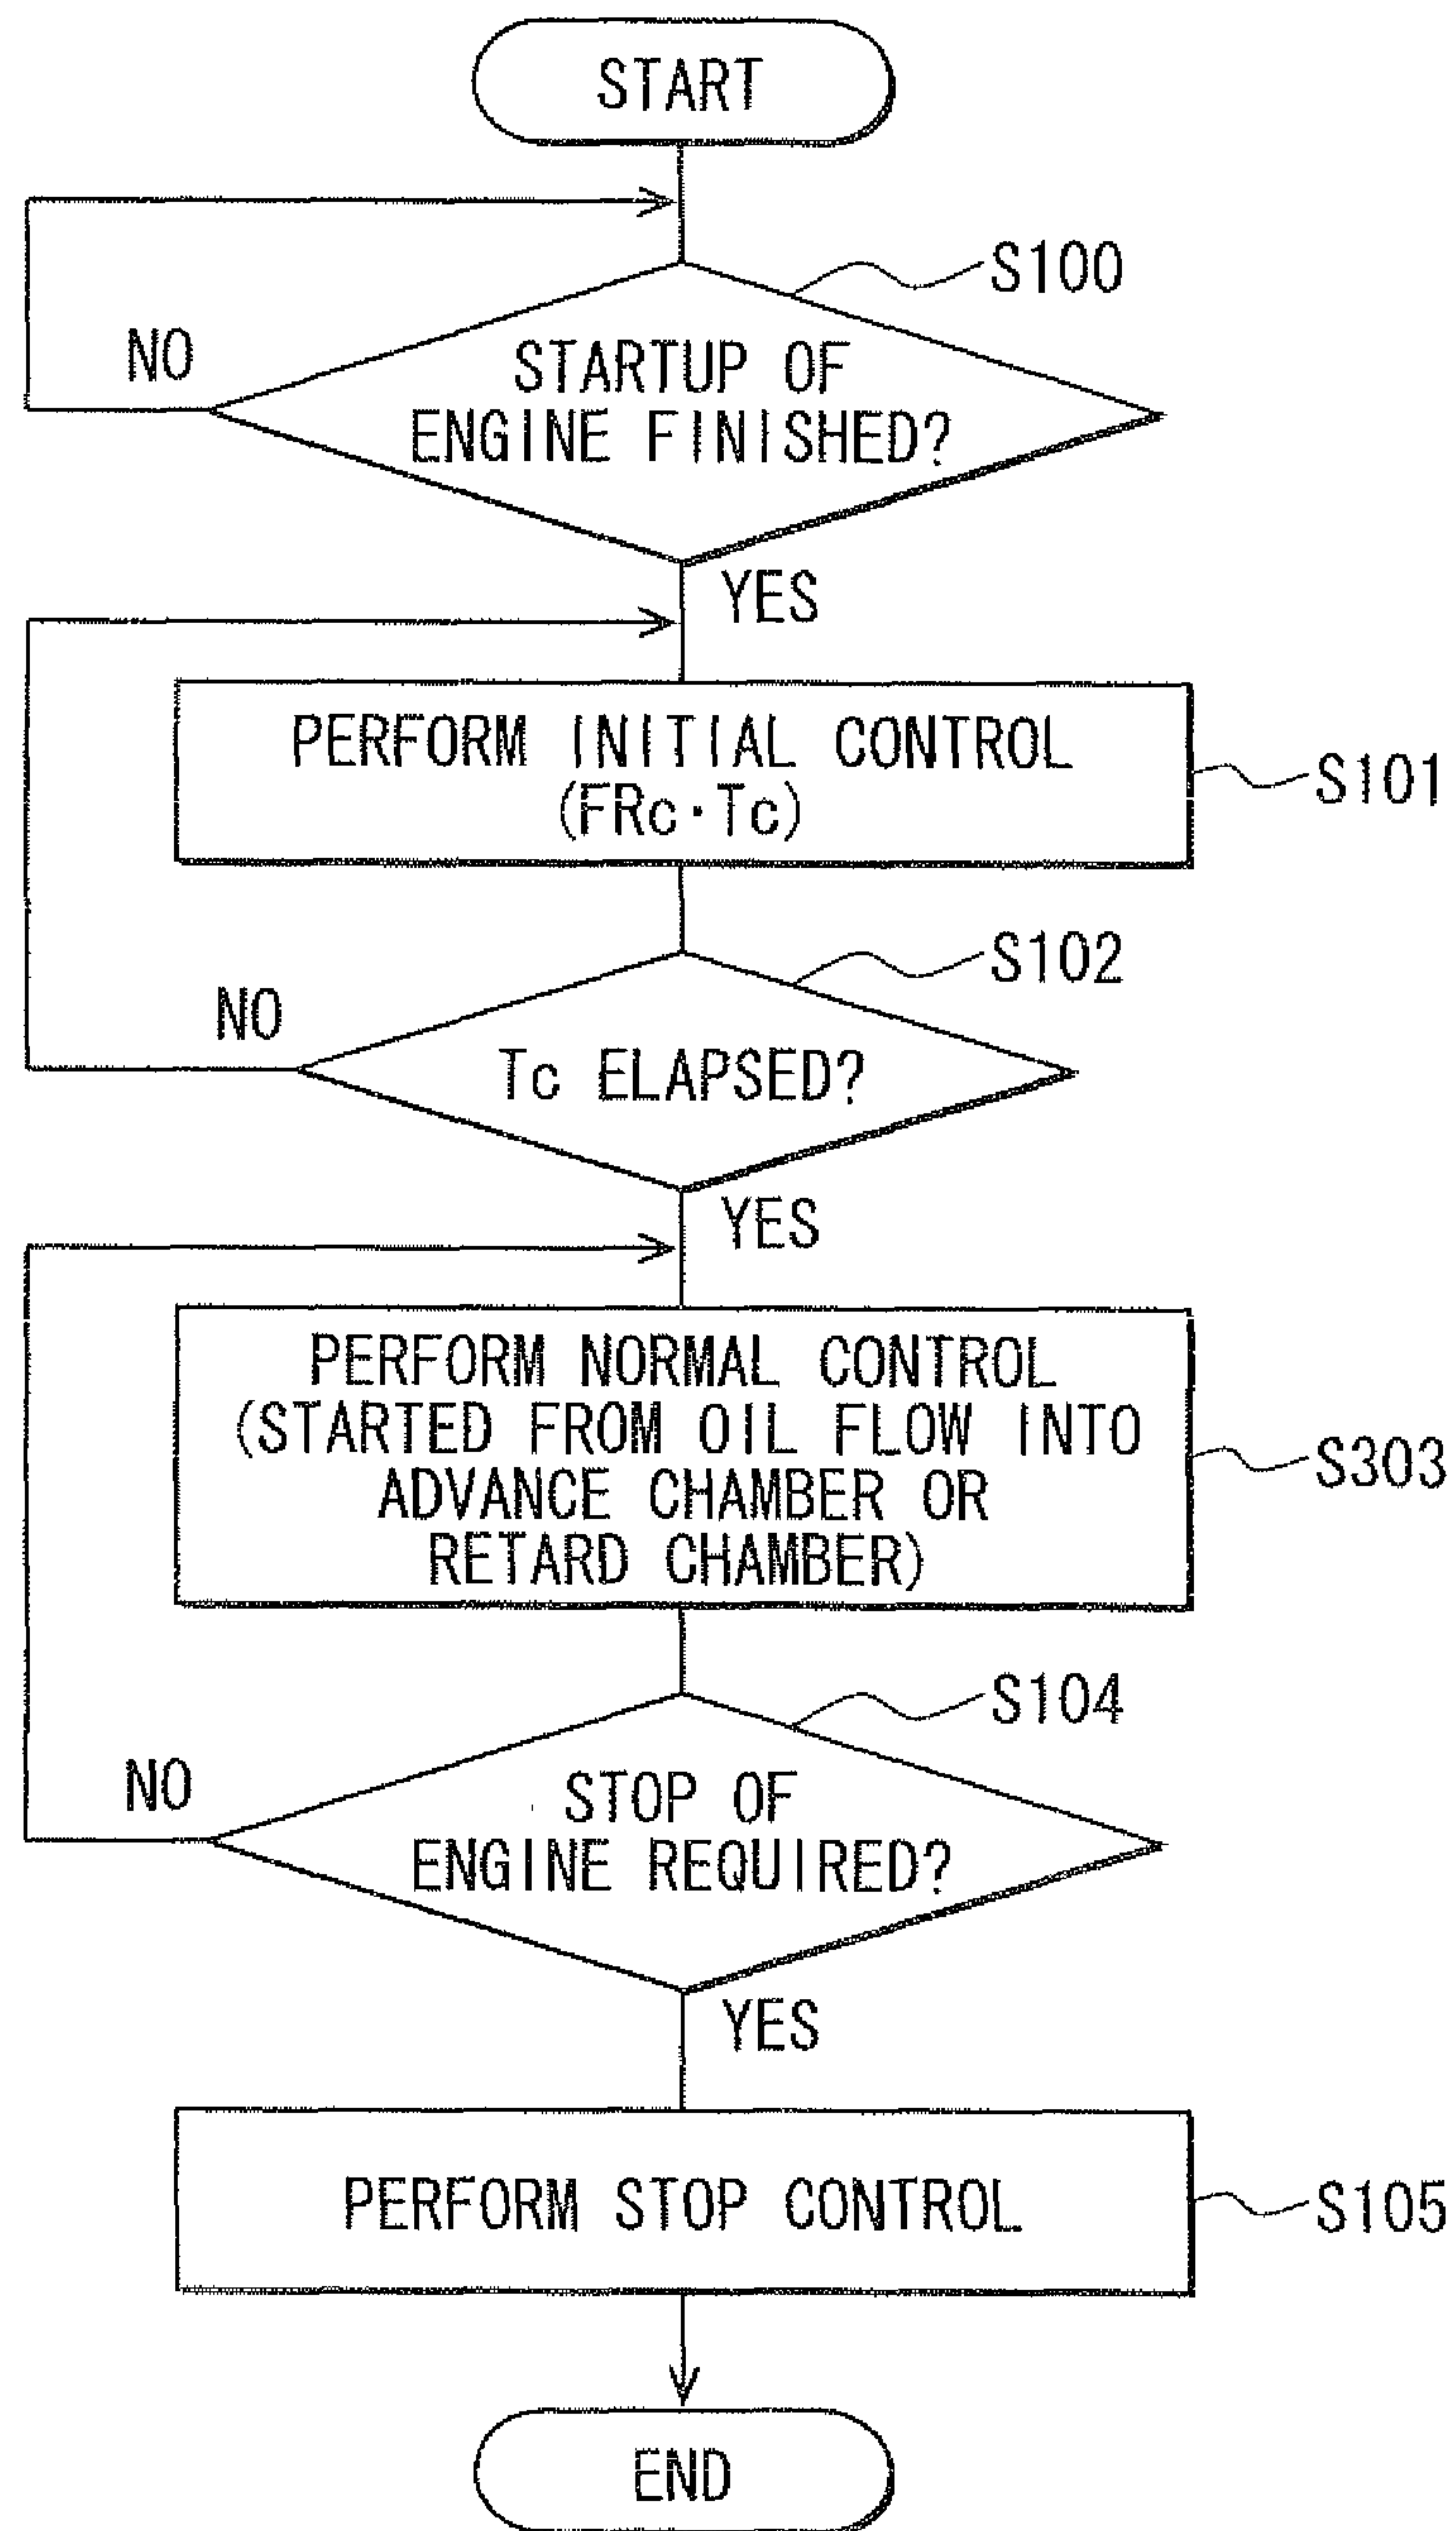 START
S100
NO
STARTUP OF
ENGINE FINISHED?
YES
PERFORM INITIAL CONTROL
(FRc·Tc)
S101
S102
NO
Tc ELAPSED?
YES
PERFORM NORMAL CONTROL
(STARTED FROM OIL FLOW INTO
ADVANCE CHAMBER OR
RETARD CHAMBER)
S303
S104
NO
STOP OF
ENGINE REQUIRED?
YES
PERFORM STOP CONTROL
S105
END